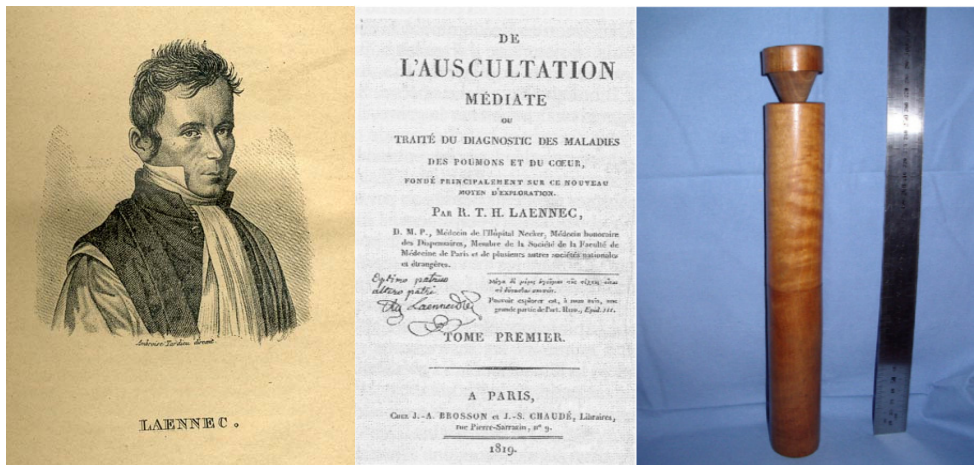 Ambroise Tardieu direxit
LAENNEC.
DE
L'AUSCULTATION
MÉDIATE
OU
TRAITÉ DU DIAGNOSTIC DES MALADIES
DES POUMONS ET DU CŒUR,
FONDÉ PRINCIPALEMENT SUR CE NOUVEAU
MOYEN D'EXPLORATION.
PAR R. T. H. LAENNEC,
D. M. P., Médecin de l'Hôpital Necker, Médecin honoraire
des Dispensaires, Membre de la Société de la Faculté de
Médecine de Paris et de plusieurs autres sociétés nationales
et étrangères.
optimo patruo
altero patri
Laennec
Pouvoir explorer est, à mon avis, une
grande partie de l'art. Hipp., Epid. III.
TOME PREMIER.
A PARIS,
CHEZ J.-A. BROSSON et J.-S. CHAUDÉ, Libraires,
rue Pierre-Sarrazin, n° 9.
1819.